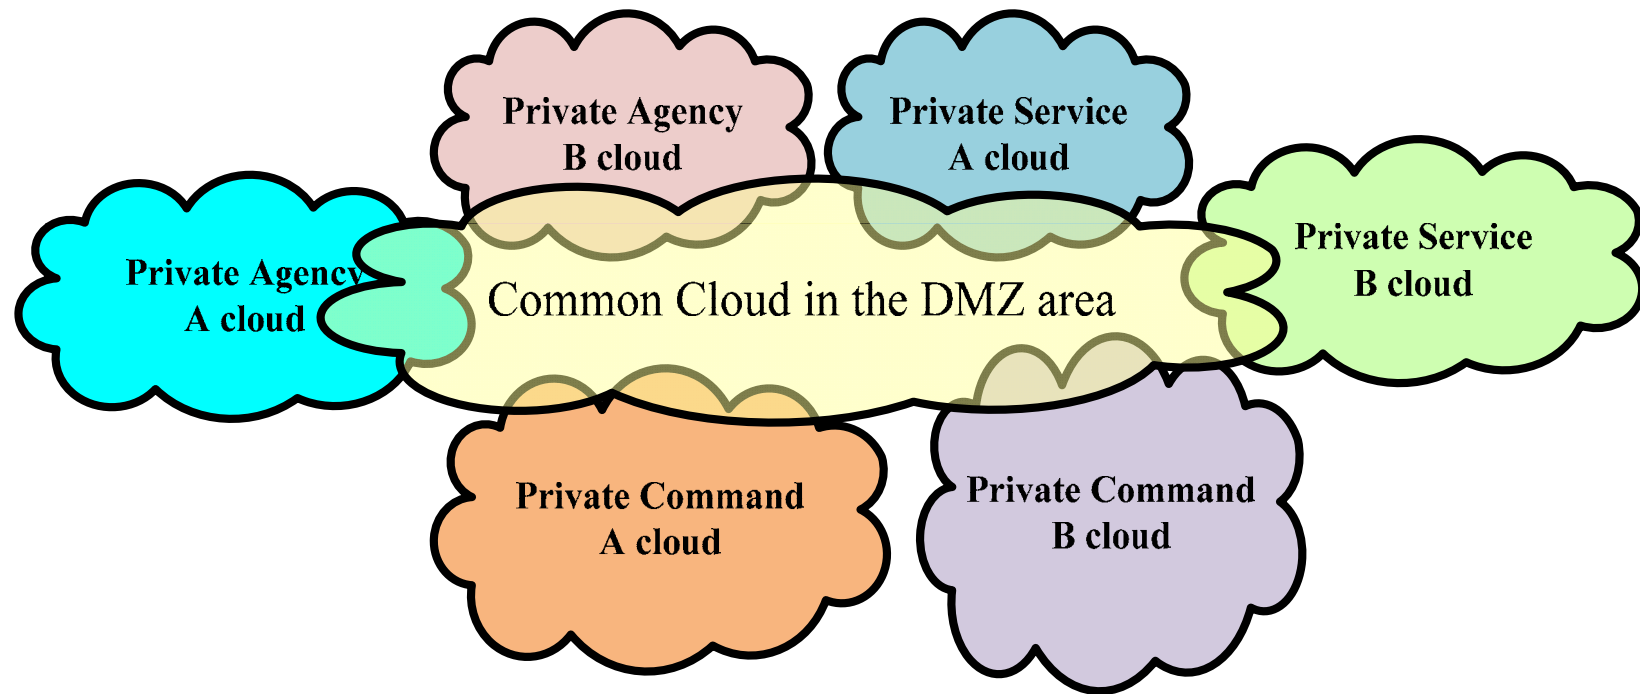 Private Agency
B cloud
Private Service
A cloud
Private Agency
A cloud
Common Cloud in the DMZ area
Private Service
B cloud
Private Command
A cloud
Private Command
B cloud